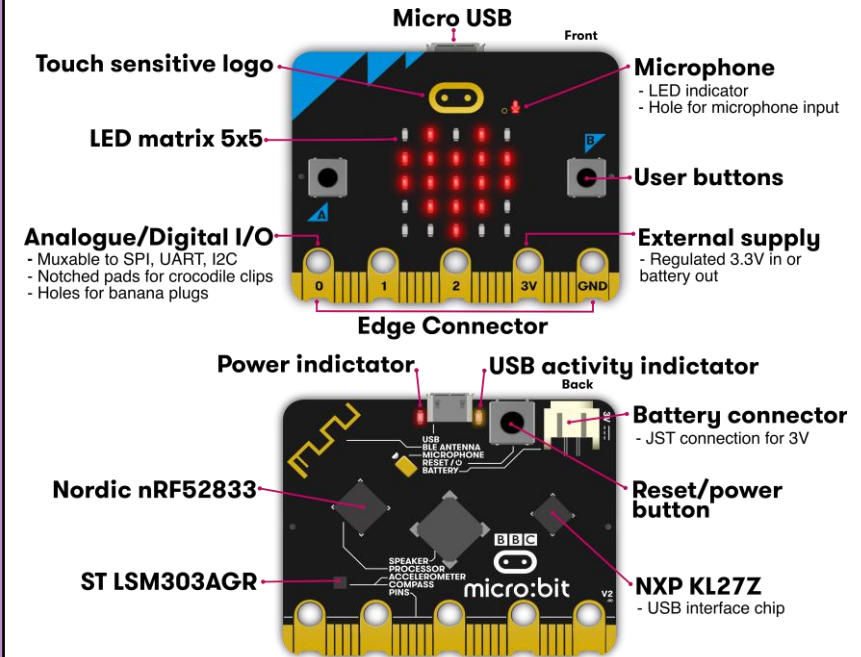 Micro USB
Front
Touch sensitive logo
Microphone
- LED indicator
- Hole for microphone input
LED matrix 5x5
B
User buttons
A
Analogue/Digital I/O
- Muxable to SPI, UART, I2C
- Notched pads for crocodile clips
- Holes for banana plugs
External supply
- Regulated 3.3V in or
battery out
0 1 2 3V GND
Edge Connector
Power indictator
USB activity indictator
Back
Battery connector
- JST connection for 3V
3V
USB
BLE ANTENNA
MICROPHONE
RESET / ⏻
BATTERY
Nordic nRF52833
Reset/power
button
BBC
micro:bit
SPEAKER
PROCESSOR
ACCELEROMETER
COMPASS
PINS
ST LSM303AGR
NXP KL27Z
- USB interface chip
V2